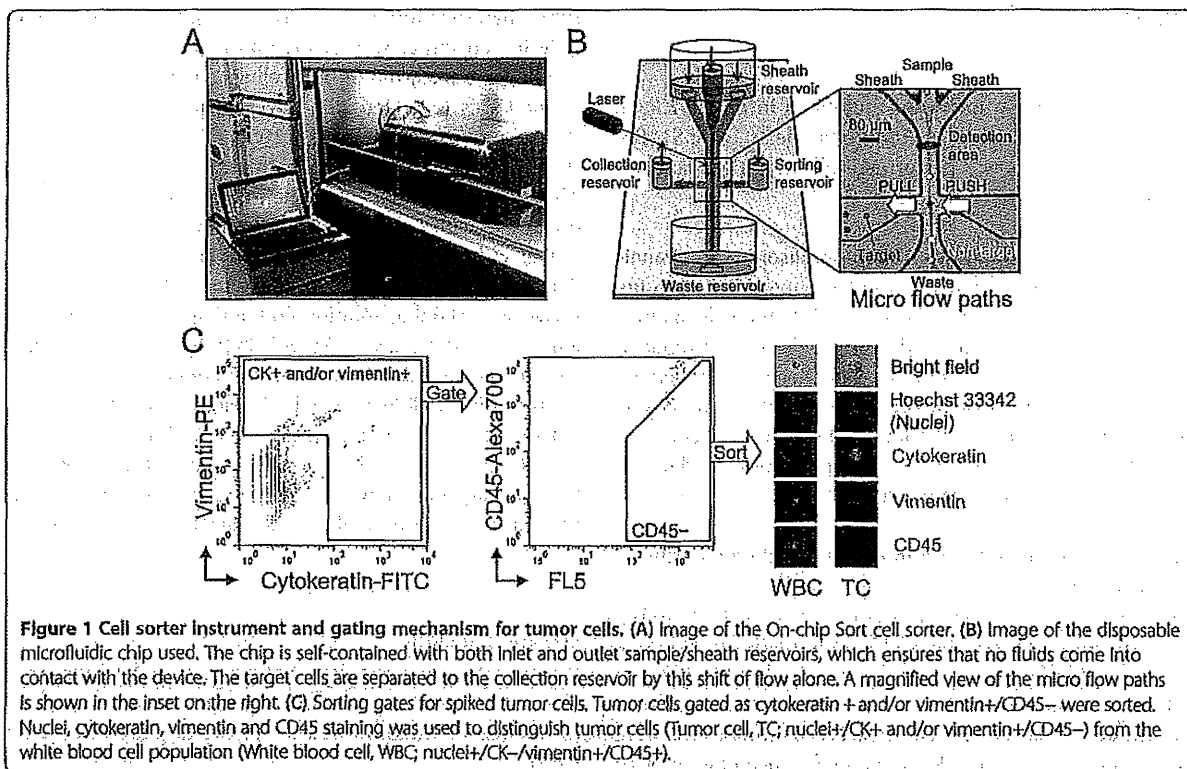 A
B
Sheath
reservoir
Laser
Collection
reservoir
Sorting
reservoir
Waste reservoir
Sample
Sheath
Sheath
80 µm
Detection
area
PULL
PUSH
Target
Waste
Micro flow paths
C
CK+ and/or vimentin+
Gate
Vimentin-PE
Cytokeratin-FITC
CD45-Alexa700
CD45−
FL5
Sort
Bright field
Hoechst 33342
(Nuclei)
Cytokeratin
Vimentin
CD45
WBC
TC
Figure 1 Cell sorter instrument and gating mechanism for tumor cells. (A) Image of the On-chip Sort cell sorter. (B) Image of the disposable
microfluidic chip used. The chip is self-contained with both inlet and outlet sample/sheath reservoirs, which ensures that no fluids come into
contact with the device. The target cells are separated to the collection reservoir by this shift of flow alone. A magnified view of the micro flow paths
is shown in the inset on the right. (C) Sorting gates for spiked tumor cells. Tumor cells gated as cytokeratin + and/or vimentin+/CD45− were sorted.
Nuclei, cytokeratin, vimentin and CD45 staining was used to distinguish tumor cells (Tumor cell, TC; nuclei+/CK+ and/or vimentin+/CD45−) from the
white blood cell population (White blood cell, WBC; nuclei+/CK−/vimentin+/CD45+).